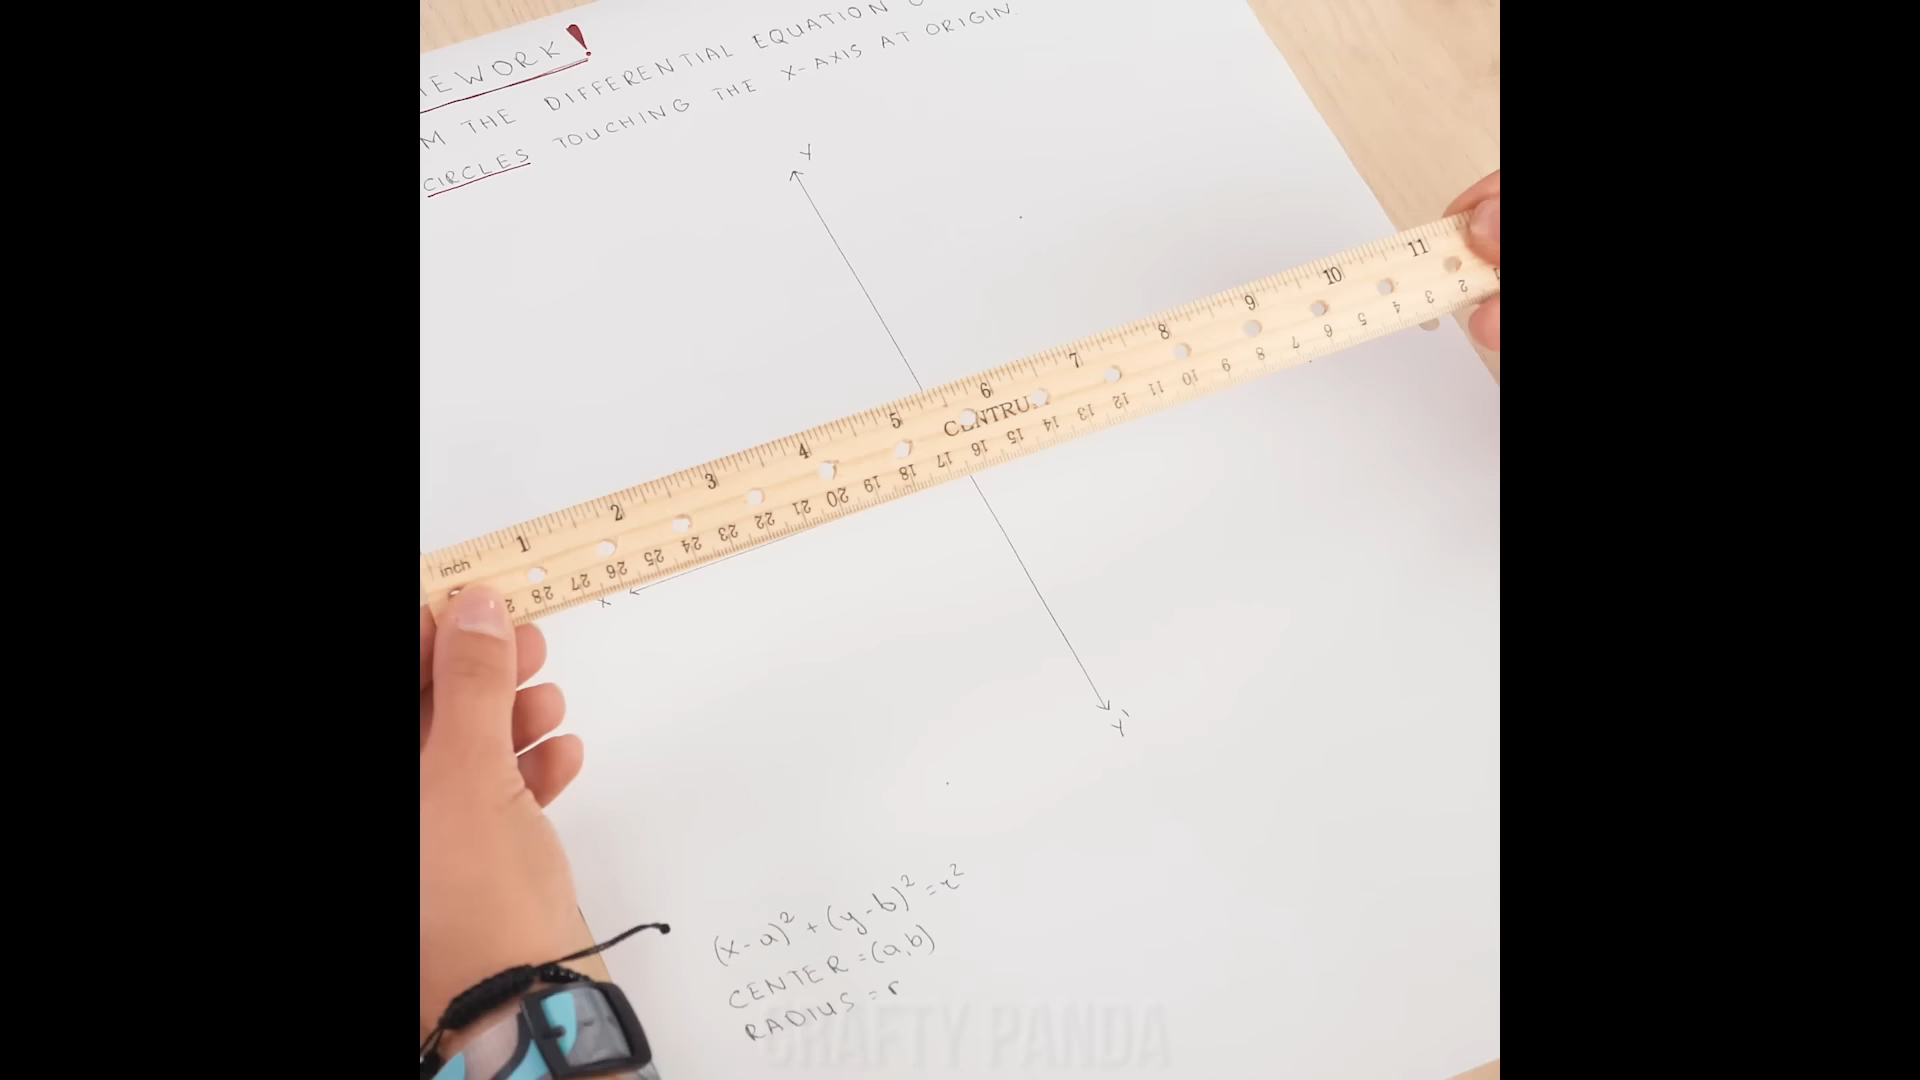 EWORK!
M THE DIFFERENTIAL EQUATION
CIRCLES TOUCHING THE X-AXIS AT ORIGIN.
Y
1 2 3 4 5 6 7 8 9 10 11
inch
CENTRU
28 27 26 25 24 23 22 21 20 19 18 17 16 15 14 13 12 11 10 9 8 7 6 5 4 3 2
X
Y'
(x-a)² + (y-b)² = r²
CENTER = (a,b)
RADIUS = r
CRAFTY PANDA